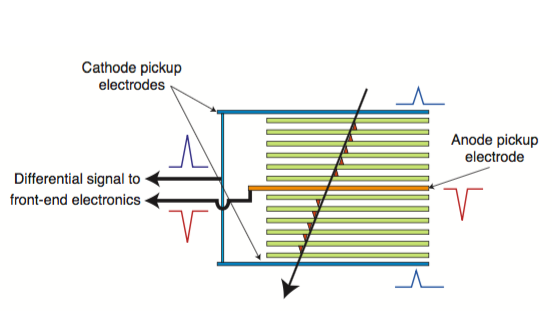 Cathode pickup
electrodes
Anode pickup
electrode
Differential signal to
front-end electronics